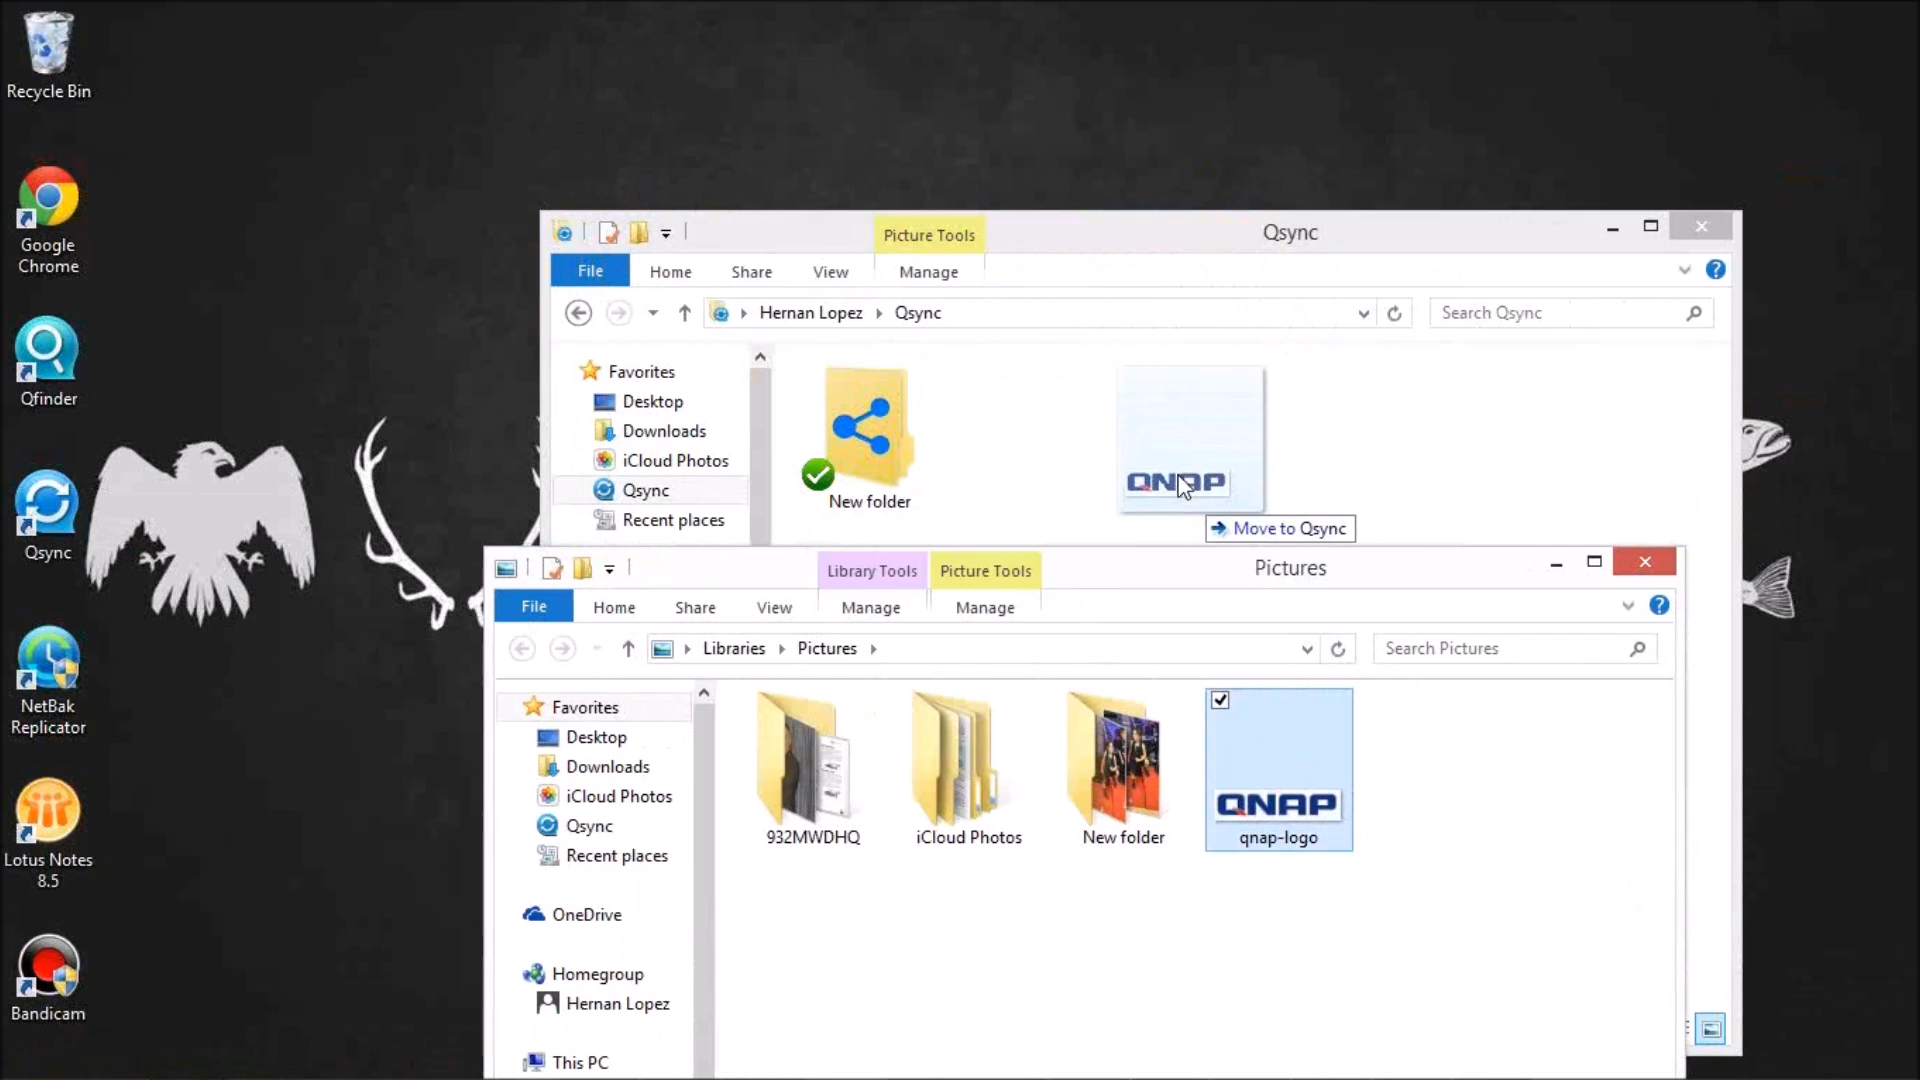 Recycle Bin
Google
Chrome
Qfinder
Qsync
NetBak
Replicator
Lotus Notes
8.5
Bandicam
Picture Tools
Qsync
File
Home
Share
View
Manage
Hernan Lopez
Qsync
Search Qsync
Favorites
Desktop
Downloads
iCloud Photos
Qsync
Recent places
New folder
QNAP
Move to Qsync
Library Tools
Picture Tools
Pictures
File
Home
Share
View
Manage
Manage
Libraries
Pictures
Search Pictures
Favorites
Desktop
Downloads
iCloud Photos
Qsync
Recent places
OneDrive
Homegroup
Hernan Lopez
This PC
932MWDHQ
iCloud Photos
New folder
QNAP
qnap-logo